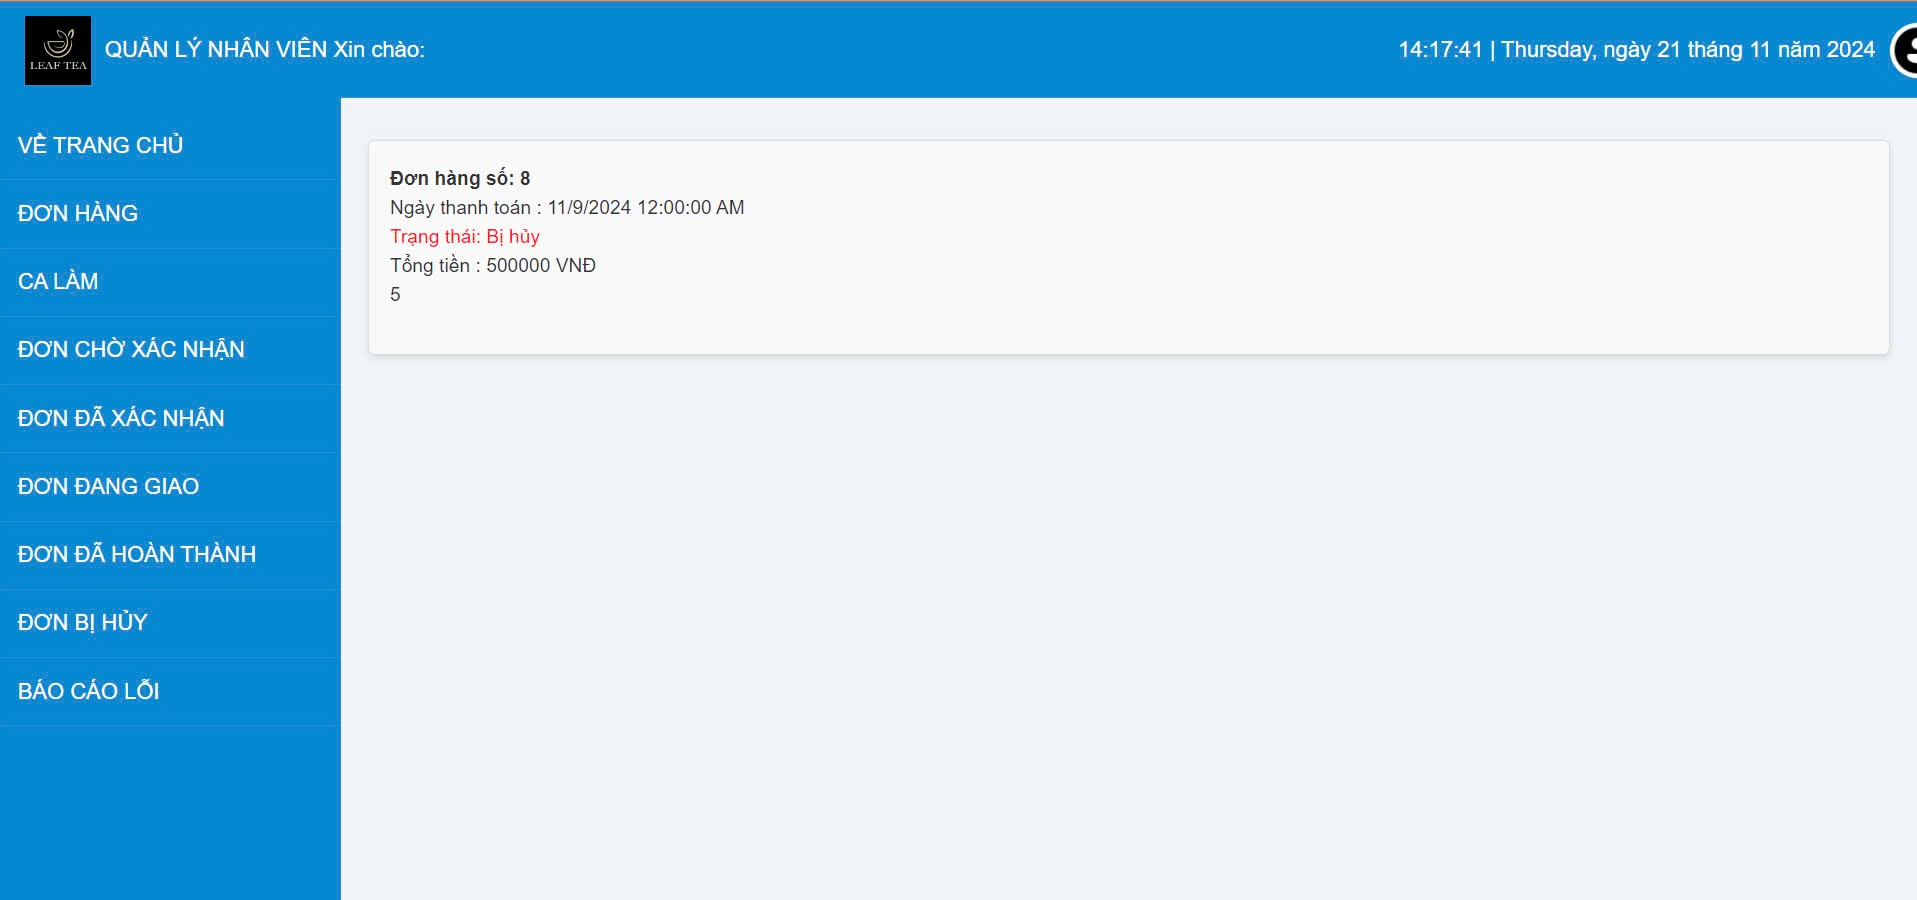 LEAF TEA
QUẢN LÝ NHÂN VIÊN Xin chào:
14:17:41 | Thursday, ngày 21 tháng 11 năm 2024
VỀ TRANG CHỦ
ĐƠN HÀNG
CA LÀM
ĐƠN CHỜ XÁC NHẬN
ĐƠN ĐÃ XÁC NHẬN
ĐƠN ĐANG GIAO
ĐƠN ĐÃ HOÀN THÀNH
ĐƠN BỊ HỦY
BÁO CÁO LỖI
Đơn hàng số: 8
Ngày thanh toán : 11/9/2024 12:00:00 AM
Trạng thái: Bị hủy
Tổng tiền : 500000 VNĐ
5